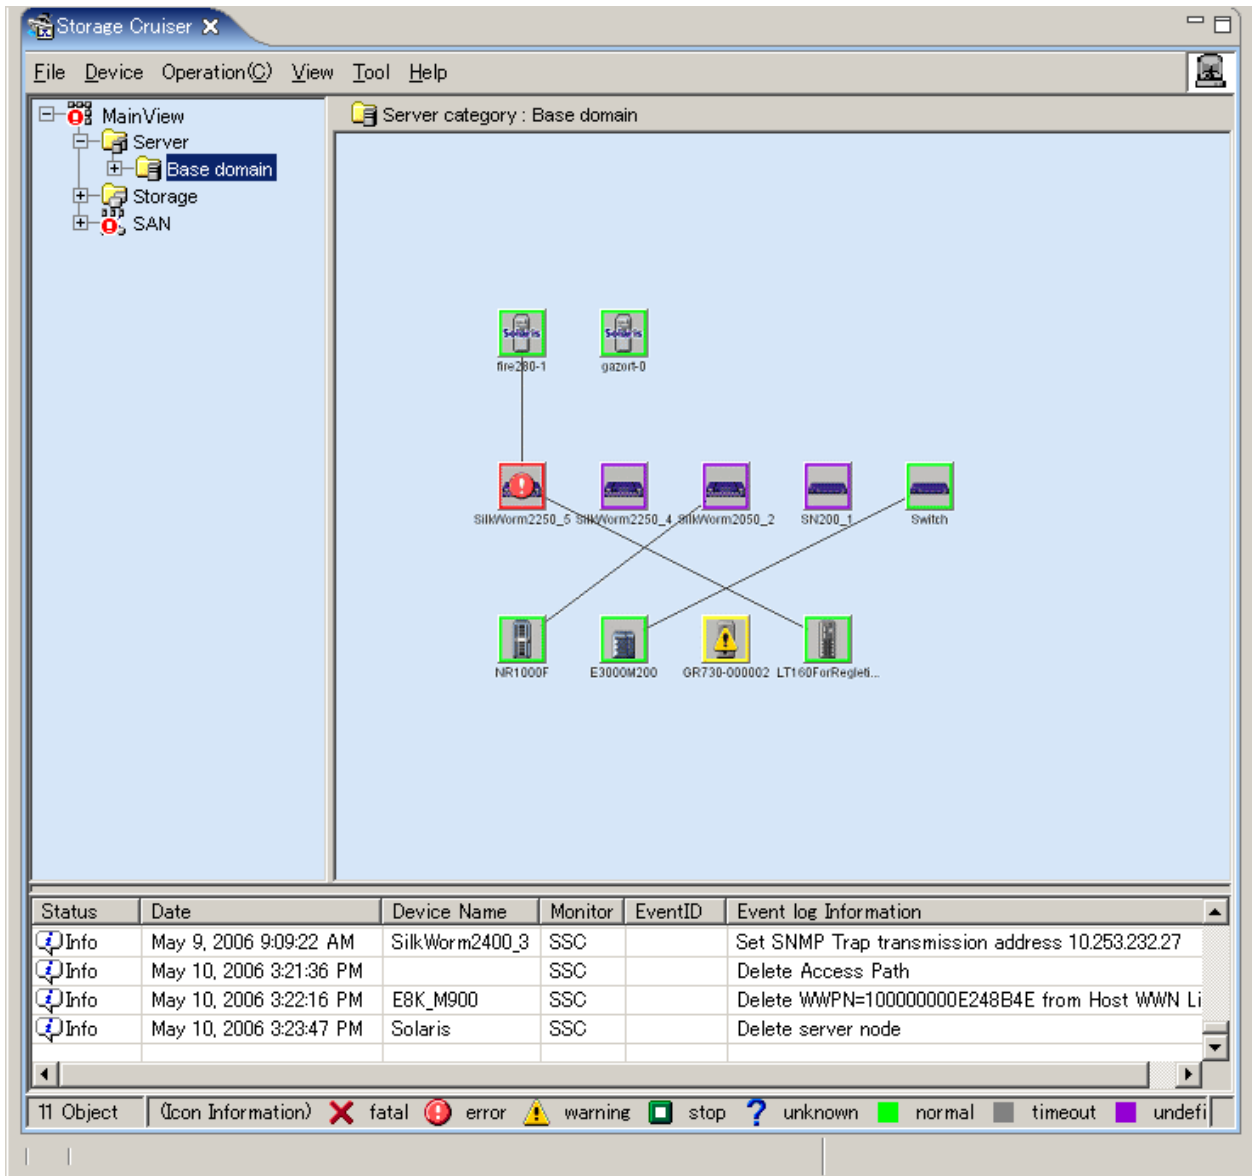 Storage Cruiser
File Device Operation(C) View Tool Help
MainView
Server
Base domain
Storage
SAN
Server category : Base domain
Solaris Solaris
fire280-1 gazort-0
SilkWorm2250_5 SilkWorm2250_4 SilkWorm2050_2 SN200_1 Switch
NR1000F E3000M200 GR730-000002 LT160ForRegleti...
Status Date Device Name Monitor EventID Event log Information
Info May 9, 2006 9:09:22 AM SilkWorm2400_3 SSC Set SNMP Trap transmission address 10.253.232.27
Info May 10, 2006 3:21:36 PM SSC Delete Access Path
Info May 10, 2006 3:22:16 PM E8K_M900 SSC Delete WWPN=100000000E248B4E from Host WWN Li
Info May 10, 2006 3:23:47 PM Solaris SSC Delete server node
11 Object (Icon Information) fatal error warning stop unknown normal timeout undefi